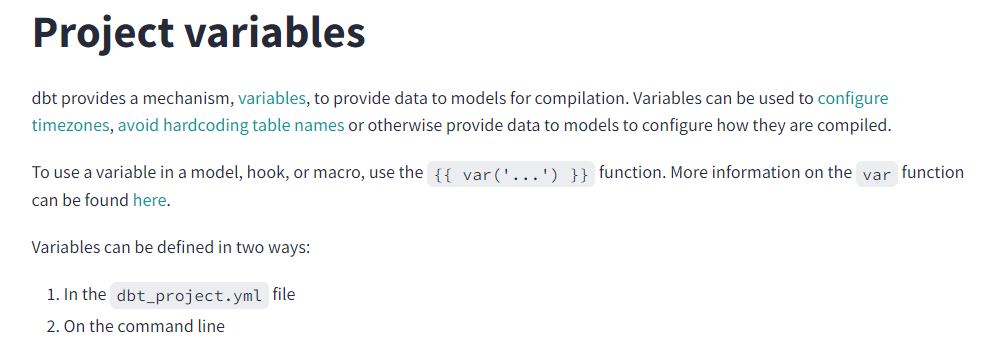 Project variables
dbt provides a mechanism, variables, to provide data to models for compilation. Variables can be used to configure
timezones, avoid hardcoding table names or otherwise provide data to models to configure how they are compiled.
To use a variable in a model, hook, or macro, use the {{ var('...') }} function. More information on the var function
can be found here.
Variables can be defined in two ways:
1. In the dbt_project.yml file
2. On the command line